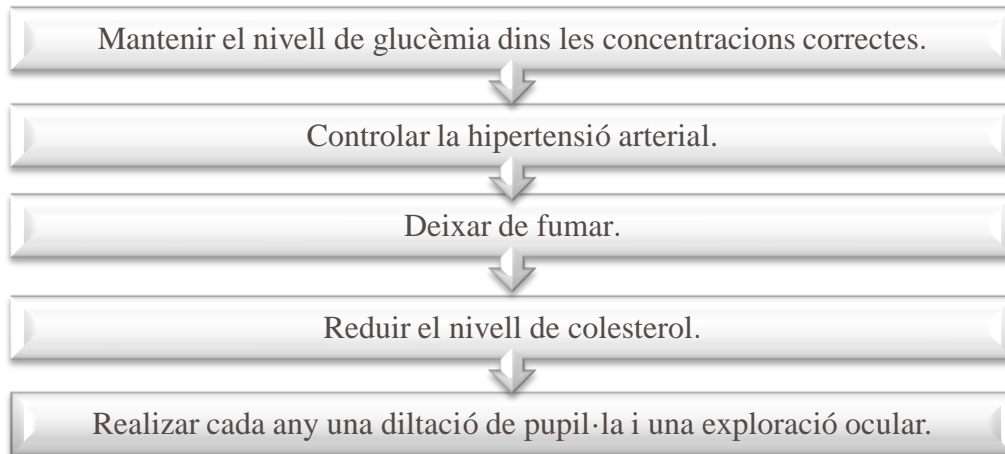 Mantenir el nivell de glucèmia dins les concentracions correctes.
Controlar la hipertensió arterial.
Deixar de fumar.
Reduir el nivell de colesterol.
Realizar cada any una diltació de pupil·la i una exploració ocular.